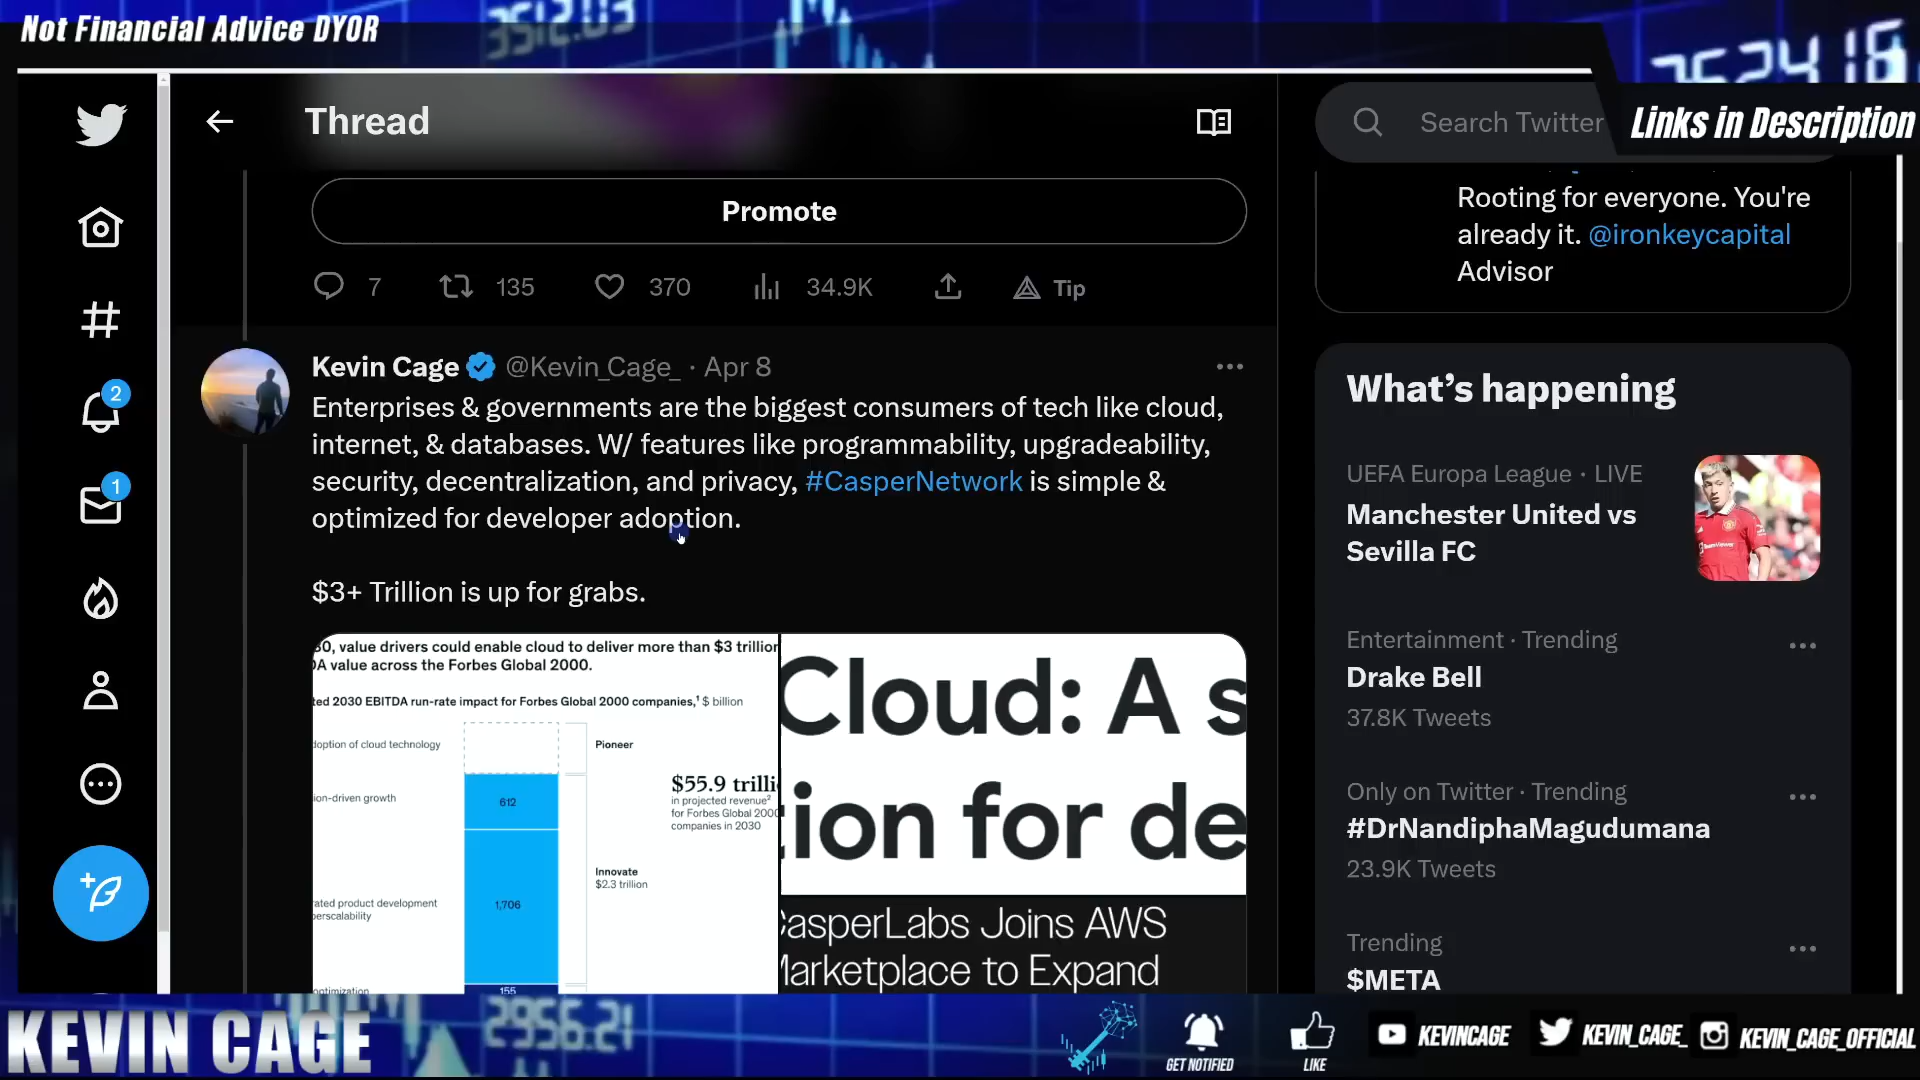 Not Financial Advice DYOR
3512.03
Links in Description
Thread
Search Twitter
Promote
7
135
370
34.9K
Tip
Rooting for everyone. You're
already it. @ironkeycapital
Advisor
2
1
Kevin Cage @Kevin_Cage_ · Apr 8
Enterprises & governments are the biggest consumers of tech like cloud,
internet, & databases. W/ features like programmability, upgradeability,
security, decentralization, and privacy, #CasperNetwork is simple &
optimized for developer adoption.
$3+ Trillion is up for grabs.
30, value drivers could enable cloud to deliver more than $3 trillion
DA value across the Forbes Global 2000.
ted 2030 EBITDA run-rate impact for Forbes Global 2000 companies,¹ $ billion
doption of cloud technology
Pioneer
$55.9 trilli
in projected revenue²
for Forbes Global 2000
companies in 2030
ion-driven growth
612
Innovate
$2.3 trillion
rated product development
perscalability
1,706
optimization
155
Cloud: A s
ion for de
CasperLabs Joins AWS
Marketplace to Expand
What's happening
UEFA Europa League · LIVE
Manchester United vs
Sevilla FC
Entertainment · Trending
Drake Bell
37.8K Tweets
Only on Twitter · Trending
#DrNandiphaMagudumana
23.9K Tweets
Trending
$META
2956.21
KEVIN CAGE
GET NOTIFIED
LIKE
KEVINCAGE
KEVIN_CAGE_
KEVIN_CAGE_OFFICIAL